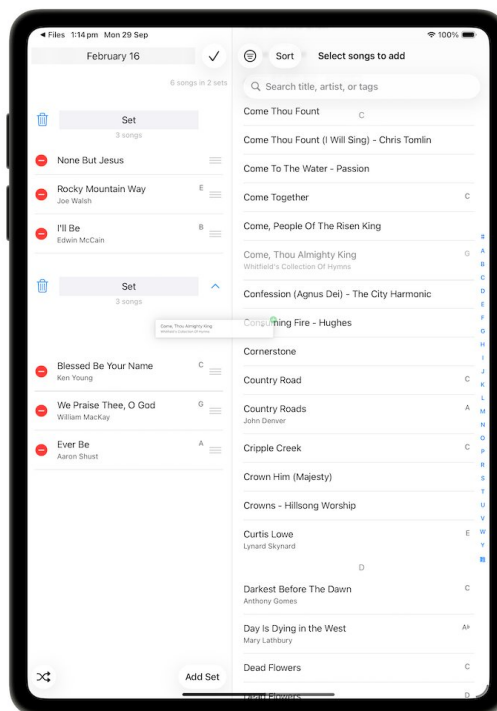 Files 1:14 pm Mon 29 Sep
100%
February 16
6 songs in 2 sets
Set
3 songs
None But Jesus
Rocky Mountain Way
E
Joe Walsh
I'll Be
B
Edwin McCain
Set
3 songs
Come, Thou Almighty King
Whitfield's Collection Of Hymns
Blessed Be Your Name
C
Ken Young
We Praise Thee, O God
G
William MacKay
Ever Be
A
Aaron Shust
Add Set
Sort
Select songs to add
Search title, artist, or tags
Come Thou Fount
C
Come Thou Fount (I Will Sing) - Chris Tomlin
Come To The Water - Passion
Come Together
C
Come, People Of The Risen King
Come, Thou Almighty King
G
Whitfield's Collection Of Hymns
Confession (Agnus Dei) - The City Harmonic
Consuming Fire - Hughes
Cornerstone
Country Road
C
Country Roads
A
John Denver
Cripple Creek
C
Crown Him (Majesty)
Crowns - Hillsong Worship
Curtis Lowe
E
Lynard Skynard
D
Darkest Before The Dawn
C
Anthony Gomes
Day Is Dying in the West
A♭
Mary Lathbury
Dead Flowers
C
Dead Flowers
D
#
A
B
C
D
E
F
G
H
I
J
K
L
M
N
O
P
R
S
T
U
V
W
Y